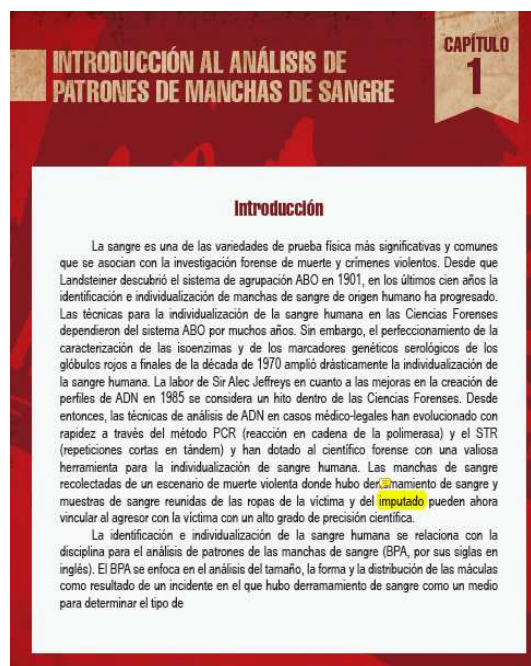 INTRODUCCIÓN AL ANÁLISIS DE
PATRONES DE MANCHAS DE SANGRE
CAPÍTULO
1
Introducción
La sangre es una de las variedades de prueba física más significativas y comunes
que se asocian con la investigación forense de muerte y crímenes violentos. Desde que
Landsteiner descubrió el sistema de agrupación ABO en 1901, en los últimos cien años la
identificación e individualización de manchas de sangre de origen humano ha progresado.
Las técnicas para la individualización de la sangre humana en las Ciencias Forenses
dependieron del sistema ABO por muchos años. Sin embargo, el perfeccionamiento de la
caracterización de las isoenzimas y de los marcadores genéticos serológicos de los
glóbulos rojos a finales de la década de 1970 amplió drásticamente la individualización de
la sangre humana. La labor de Sir Alec Jeffreys en cuanto a las mejoras en la creación de
perfiles de ADN en 1985 se considera un hito dentro de las Ciencias Forenses. Desde
entonces, las técnicas de análisis de ADN en casos médico-legales han evolucionado con
rapidez a través del método PCR (reacción en cadena de la polimerasa) y el STR
(repeticiones cortas en tándem) y han dotado al científico forense con una valiosa
herramienta para la individualización de sangre humana. Las manchas de sangre
recolectadas de un escenario de muerte violenta donde hubo derramamiento de sangre y
muestras de sangre reunidas de las ropas de la víctima y del imputado pueden ahora
vincular al agresor con la víctima con un alto grado de precisión científica.
La identificación e individualización de la sangre humana se relaciona con la
disciplina para el análisis de patrones de las manchas de sangre (BPA, por sus siglas en
inglés). El BPA se enfoca en el análisis del tamaño, la forma y la distribución de las máculas
como resultado de un incidente en el que hubo derramamiento de sangre como un medio
para determinar el tipo de